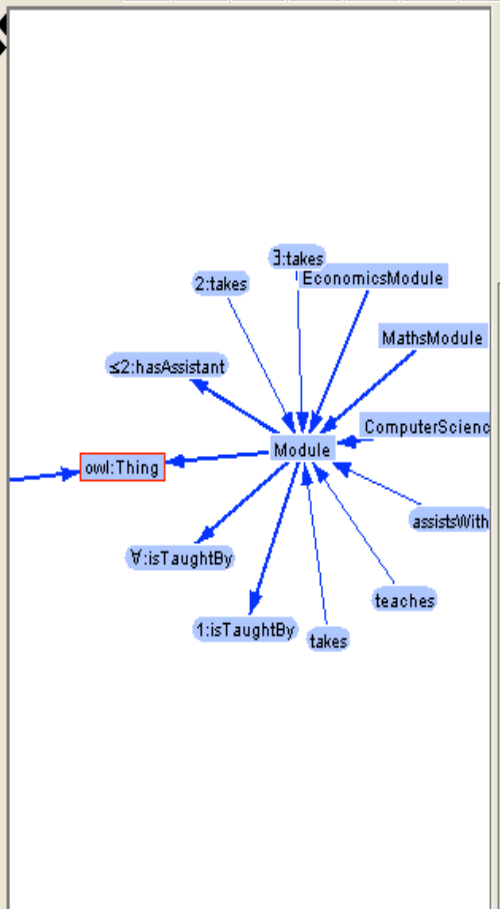 ∃:takes
EconomicsModule
2:takes
MathsModule
≤2:hasAssistant
ComputerScienc
Module
owl:Thing
assistsWith
∀:isTaughtBy
teaches
1:isTaughtBy
takes